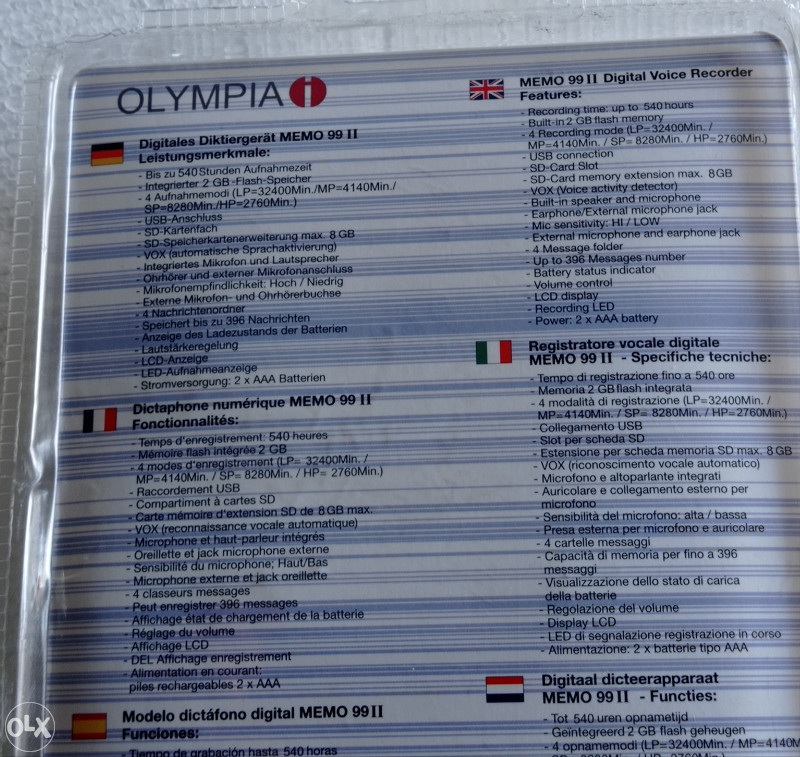 OLYMPIA i
Digitales Diktiergerät MEMO 99 II
Leistungsmerkmale:
- Bis zu 540 Stunden Aufnahmezeit
- Integrierter 2 GB-Flash-Speicher
- 4 Aufnahmemodi (LP=32400Min./MP=4140Min./
SP=8280Min./HP=2760Min.)
- USB-Anschluss
- SD-Kartenfach
- SD-Speicherkartenerweiterung max. 8 GB
- VOX (automatische Sprachaktivierung)
- Integriertes Mikrofon und Lautsprecher
- Ohrhörer und externer Mikrofonanschluss
- Mikrofonempfindlichkeit: Hoch / Niedrig
- Externe Mikrofon- und Ohrhörerbuchse
- 4 Nachrichtenordner
- Speichert bis zu 396 Nachrichten
- Anzeige des Ladezustands der Batterien
- Lautstärkeregelung
- LCD-Anzeige
- LED-Aufnahmeanzeige
- Stromversorgung: 2 x AAA Batterien
Dictaphone numérique MEMO 99 II
Fonctionnalités:
- Temps d'enregistrement: 540 heures
- Mémoire flash intégrée 2 GB
- 4 modes d'enregistrement (LP= 32400Min. /
MP=4140Min. / SP= 8280Min. / HP= 2760Min.)
- Raccordement USB
- Compartiment à cartes SD
- Carte mémoire d'extension SD de 8 GB max.
- VOX (reconnaissance vocale automatique)
- Microphone et haut-parleur intégrés
- Oreillette et jack microphone externe
- Sensibilité du microphone; Haut/Bas
- Microphone externe et jack oreillette
- 4 classeurs messages
- Peut enregistrer 396 messages
- Affichage état de chargement de la batterie
- Réglage du volume
- Affichage LCD
- DEL Affichage enregistrement
- Alimentation en courant:
piles rechargeables 2 x AAA
Modelo dictáfono digital MEMO 99 II
Funciones:
- Tiempo de grabación hasta 540 horas
MEMO 99 II Digital Voice Recorder
Features:
- Recording time: up to 540 hours
- Built-in 2 GB flash memory
- 4 Recording mode (LP=32400Min. /
MP=4140Min. / SP= 8280Min. / HP=2760Min.)
- USB connection
- SD-Card Slot
- SD-Card memory extension max. 8GB
- VOX (Voice activity detector)
- Built-in speaker and microphone
- Earphone/External microphone jack
- Mic sensitivity: HI / LOW
- External microphone and earphone jack
- 4 Message folder
- Up to 396 Messages number
- Battery status indicator
- Volume control
- LCD display
- Recording LED
- Power: 2 x AAA battery
Registratore vocale digitale
MEMO 99 II - Specifiche tecniche:
- Tempo di registrazione fino a 540 ore
- Memoria 2 GB flash integrata
- 4 modalità di registrazione (LP=32400Min. /
MP=4140Min. / SP= 8280Min. / HP=2760Min.)
- Collegamento USB
- Slot per scheda SD
- Estensione per scheda memoria SD max. 8 GB
- VOX (riconoscimento vocale automatico)
- Microfono e altoparlante integrati
- Auricolare e collegamento esterno per
microfono
- Sensibilità del microfono: alta / bassa
- Presa esterna per microfono e auricolare
- 4 cartelle messaggi
- Capacità di memoria per fino a 396
messaggi
- Visualizzazione dello stato di carica
della batterie
- Regolazione del volume
- Display LCD
- LED di segnalazione registrazione in corso
- Alimentazione: 2 x batterie tipo AAA
Digitaal dicteerapparaat
MEMO 99 II - Functies:
- Tot 540 uren opnametijd
- Geïntegreerd 2 GB flash geheugen
- 4 opnamemodi (LP=32400Min. / MP=4140M
OLX